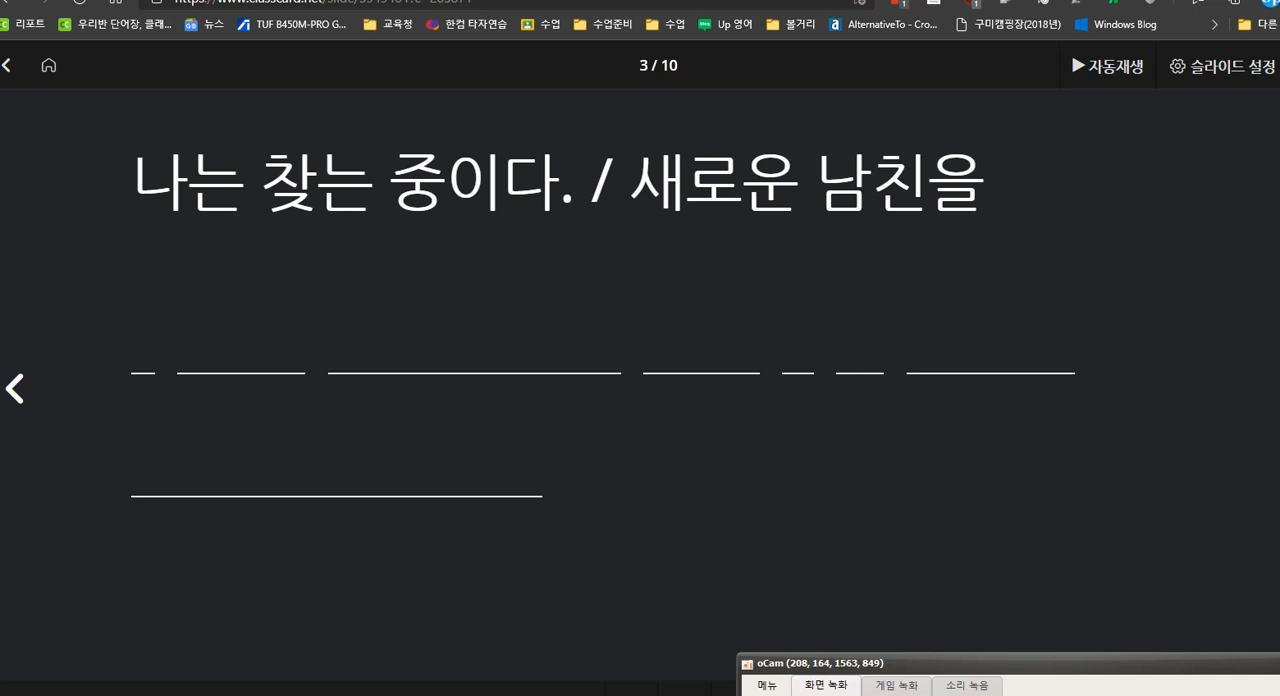 리포트 우리반 단어장, 클래... 뉴스 TUF B450M-PRO G... 교육청 한컴 타자연습 수업 수업준비 수업 Up 영어 볼거리 AlternativeTo - Cro... 구미캠핑장(2018년) Windows Blog 다른
3 / 10 자동재생 슬라이드 설정
나는 찾는 중이다. / 새로운 남친을
oCam (208, 164, 1563, 849)
메뉴 화면 녹화 게임 녹화 소리 녹음